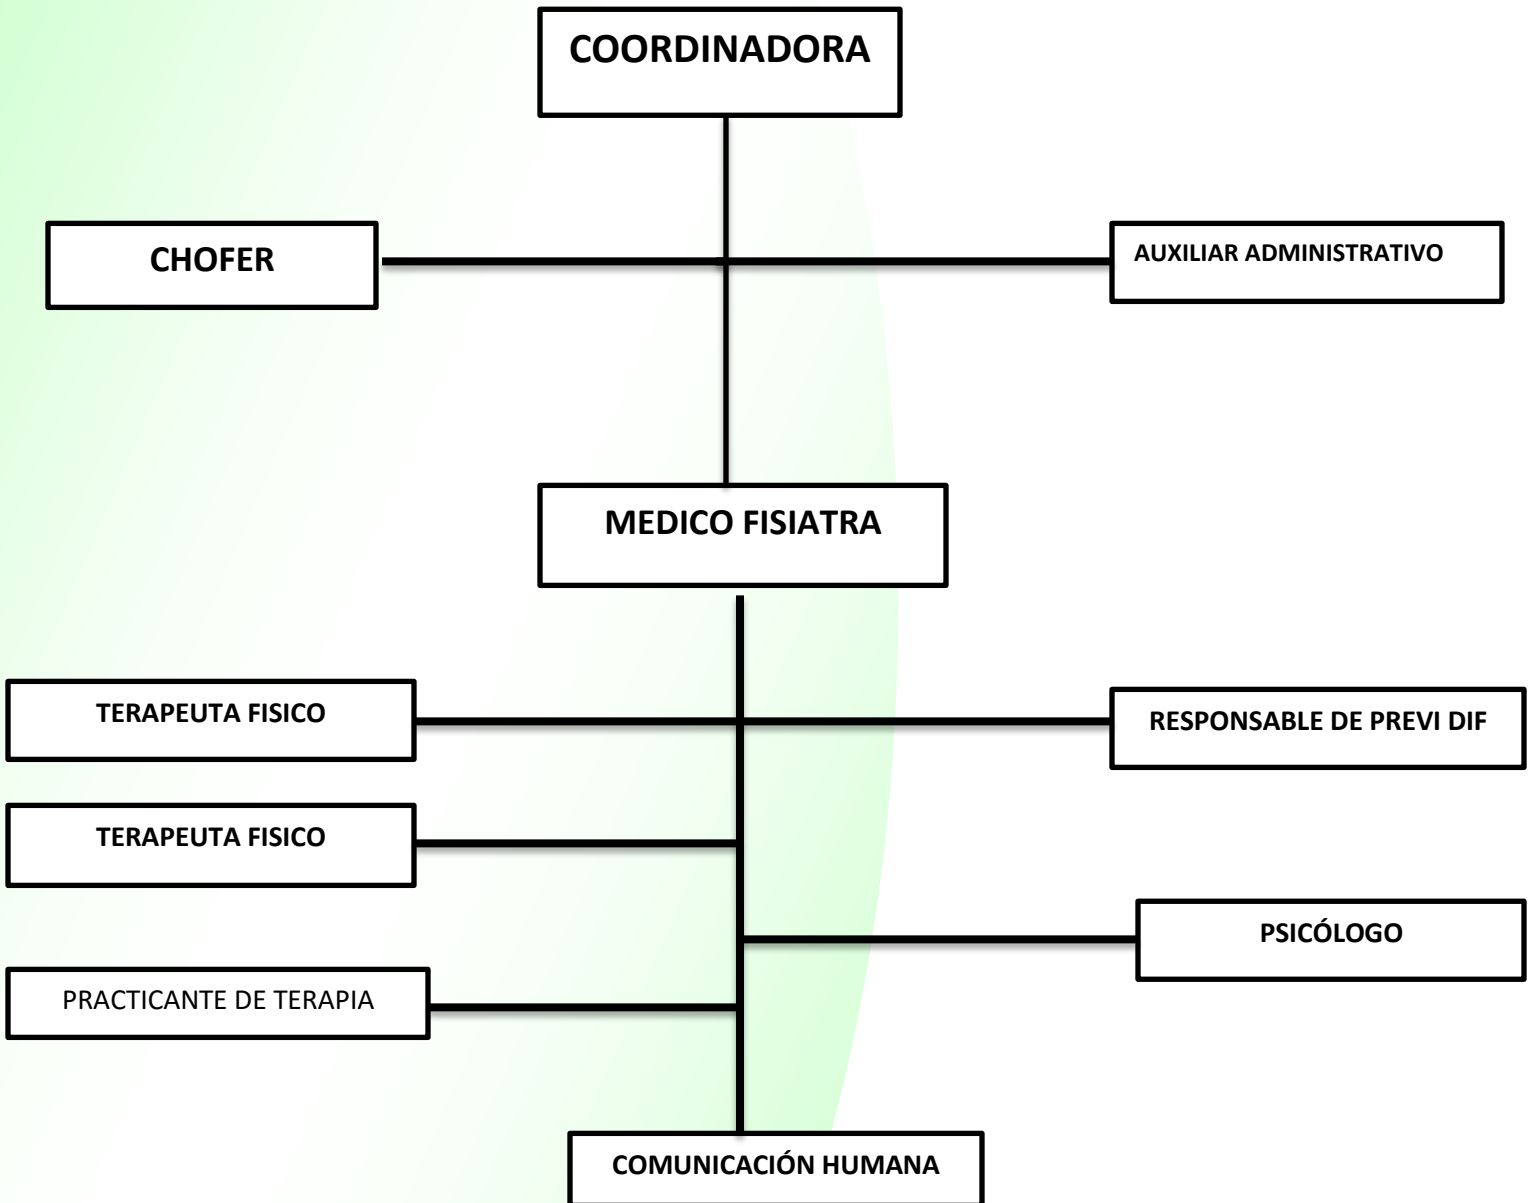 COORDINADORA
CHOFER
AUXILIAR ADMINISTRATIVO
MEDICO FISIATRA
TERAPEUTA FISICO
RESPONSABLE DE PREVI DIF
TERAPEUTA FISICO
PSICÓLOGO
PRACTICANTE DE TERAPIA
COMUNICACIÓN HUMANA